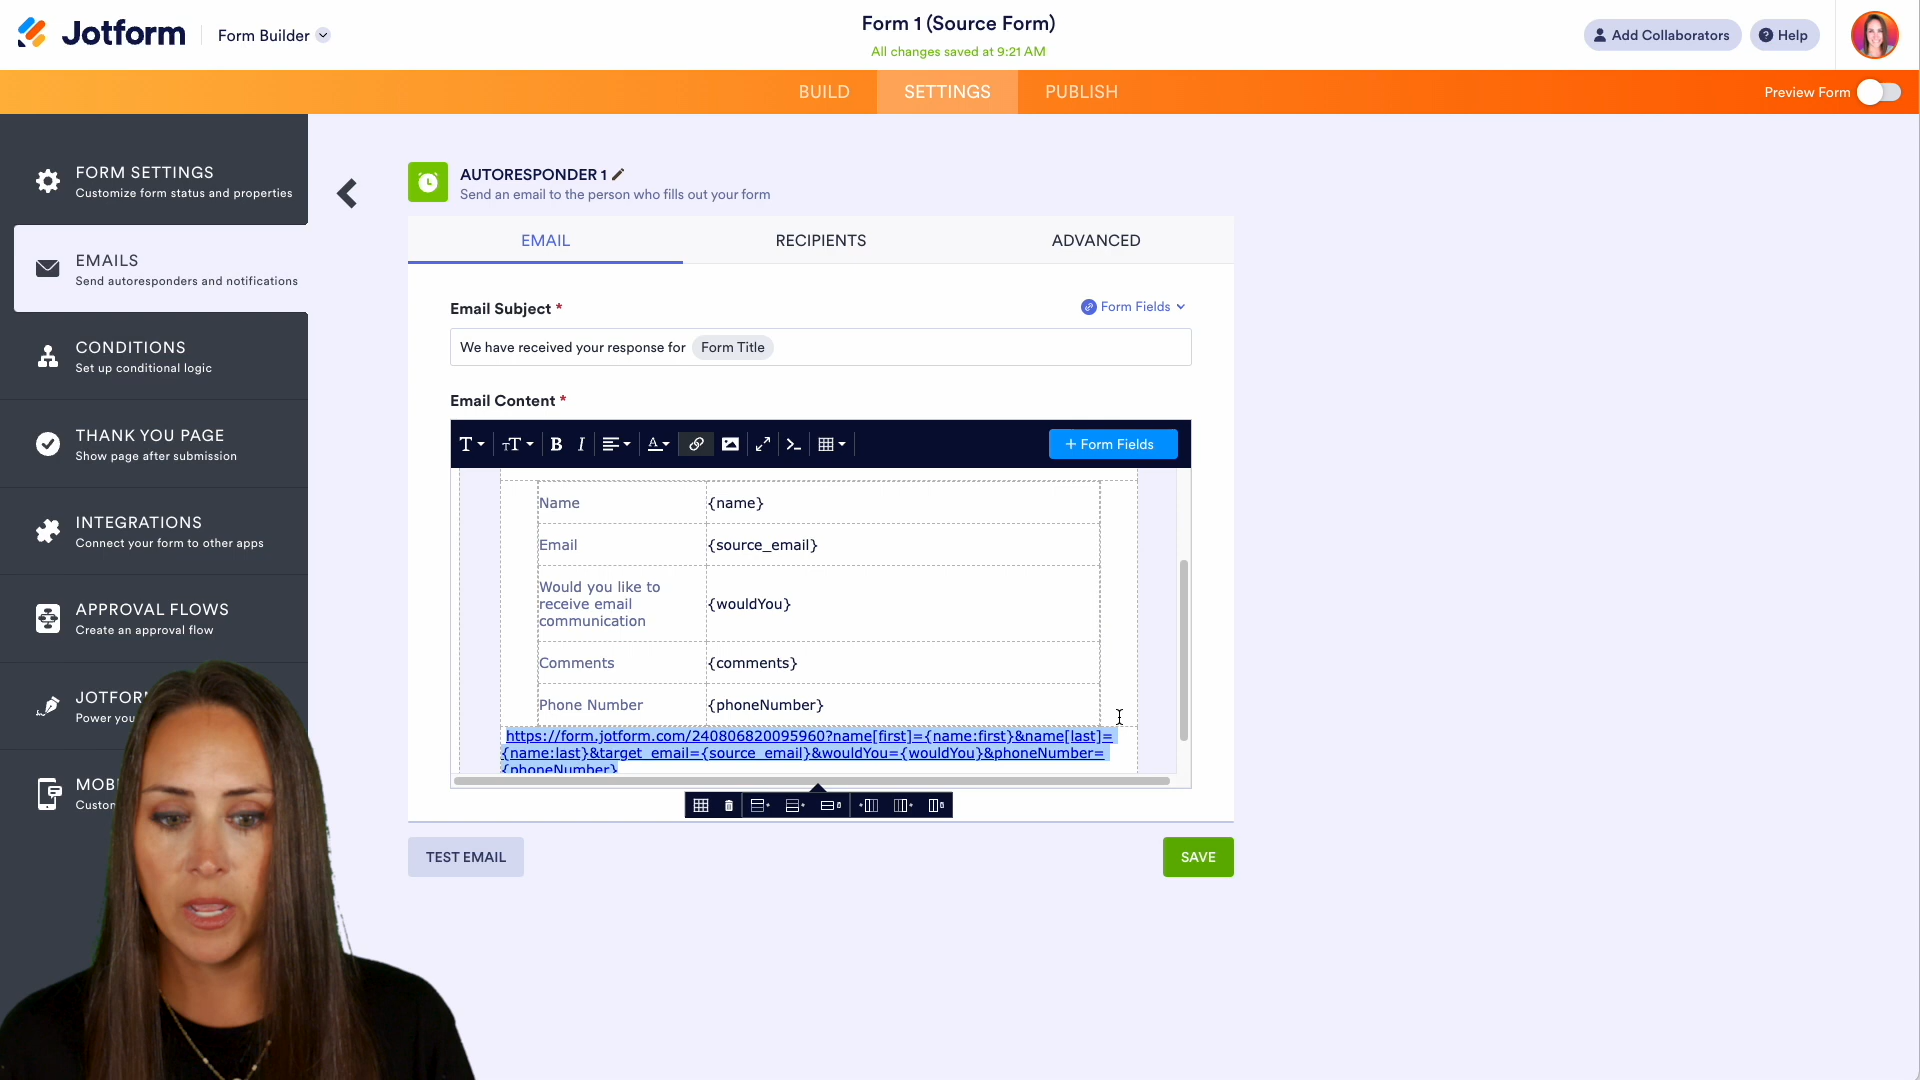 Jotform
Form Builder
Form 1 (Source Form)
All changes saved at 9:21 AM
Add Collaborators
Help
BUILD
SETTINGS
PUBLISH
Preview Form
FORM SETTINGS
Customize form status and properties
EMAILS
Send autoresponders and notifications
CONDITIONS
Set up conditional logic
THANK YOU PAGE
Show page after submission
INTEGRATIONS
Connect your form to other apps
APPROVAL FLOWS
Create an approval flow
AUTORESPONDER 1
Send an email to the person who fills out your form
EMAIL
RECIPIENTS
ADVANCED
Email Subject *
Form Fields
We have received your response for Form Title
Email Content *
+ Form Fields
Name
{name}
Email
{source_email}
Would you like to
receive email
communication
{wouldYou}
Comments
{comments}
Phone Number
{phoneNumber}
https://form.jotform.com/240806820095960?name[first]={name:first}&name[last]=
{name:last}&target_email={source_email}&wouldYou={wouldYou}&phoneNumber=
{phoneNumber}
TEST EMAIL
SAVE